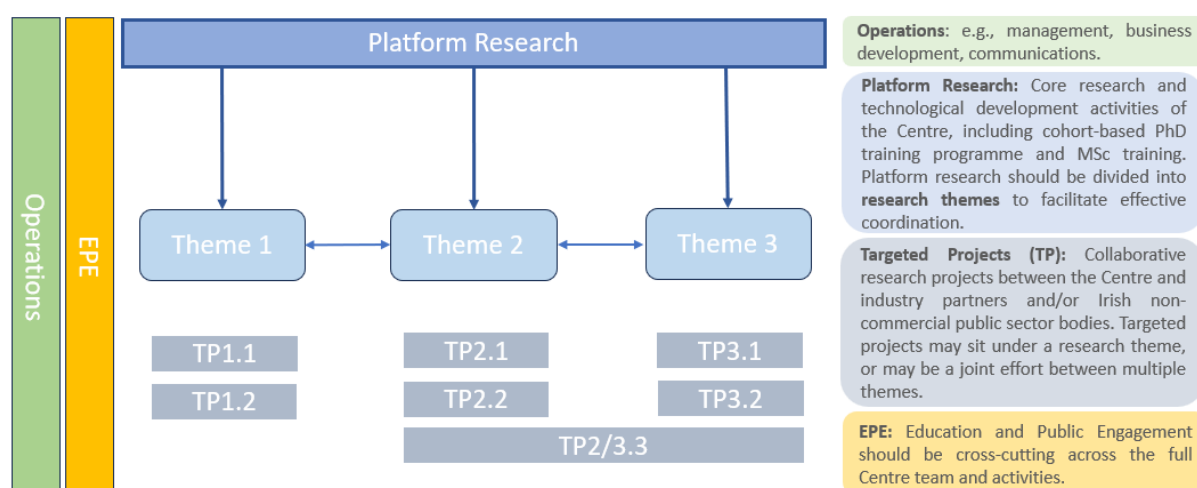 Operations
EPE
Platform Research
Theme 1
Theme 2
Theme 3
TP1.1
TP2.1
TP3.1
TP1.2
TP2.2
TP3.2
TP2/3.3
Operations: e.g., management, business
development, communications.
Platform Research: Core research and
technological development activities of
the Centre, including cohort-based PhD
training programme and MSc training.
Platform research should be divided into
research themes to facilitate effective
coordination.
Targeted Projects (TP): Collaborative
research projects between the Centre and
industry partners and/or Irish non-
commercial public sector bodies. Targeted
projects may sit under a research theme,
or may be a joint effort between multiple
themes.
EPE: Education and Public Engagement
should be cross-cutting across the full
Centre team and activities.